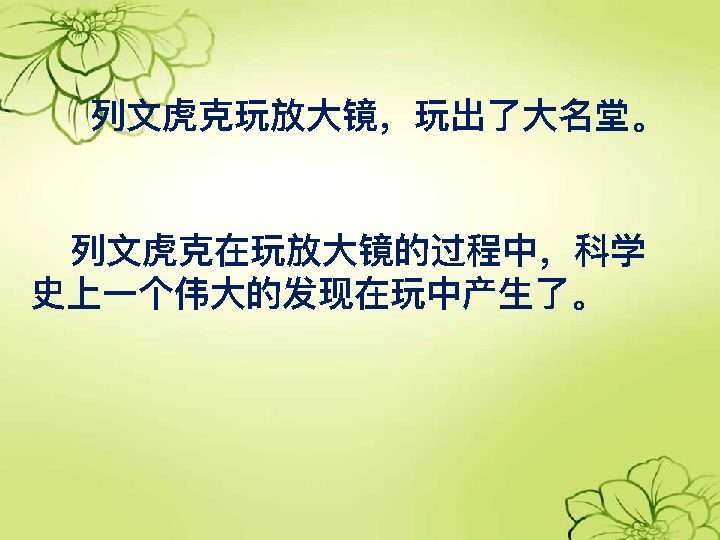 列文虎克玩放大镜，玩出了大名堂。
列文虎克在玩放大镜的过程中，科学
史上一个伟大的发现在玩中产生了。